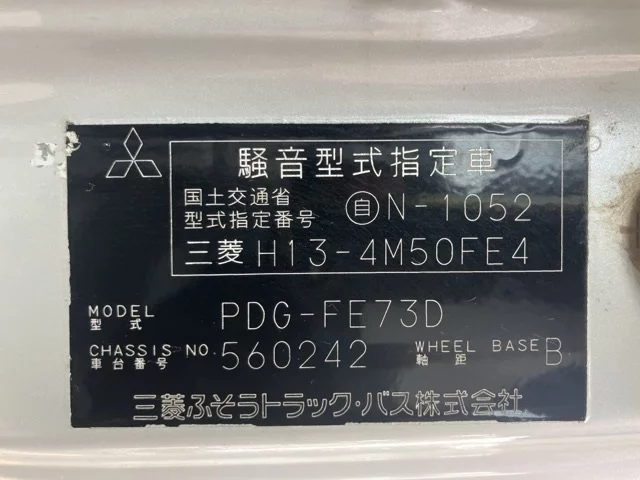 騒音型式指定車
国土交通省
型式指定番号 自N-1052
三菱 H13-4M50FE4
MODEL 型式 PDG-FE73D
CHASSIS NO. 車台番号 560242 WHEEL BASE 軸距 B
三菱ふそうトラック・バス株式会社